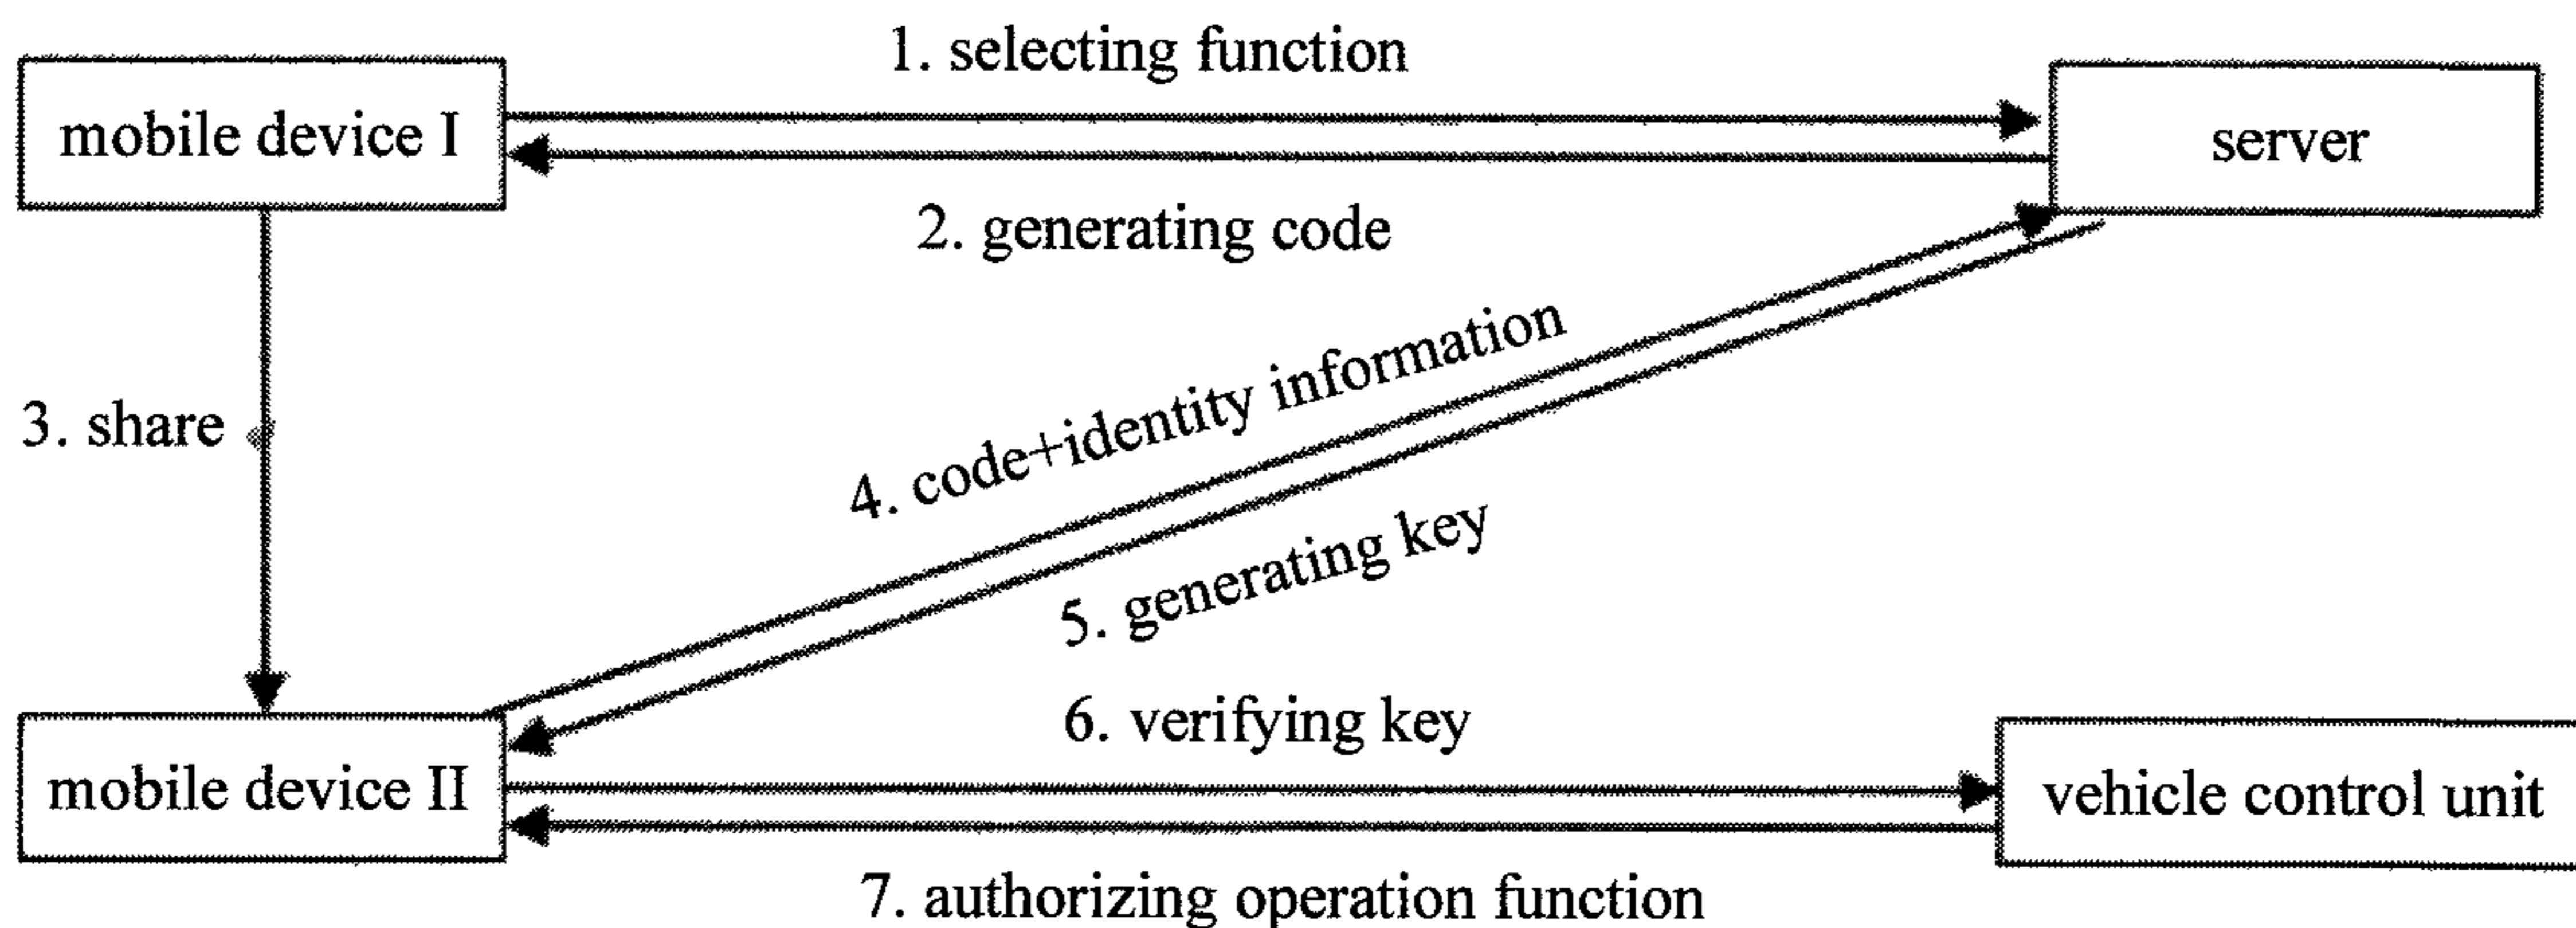 1. selecting function
mobile device I
server
2. generating code
3. share
4. code+identity information
5. generating key
6. verifying key
mobile device II
vehicle control unit
7. authorizing operation function